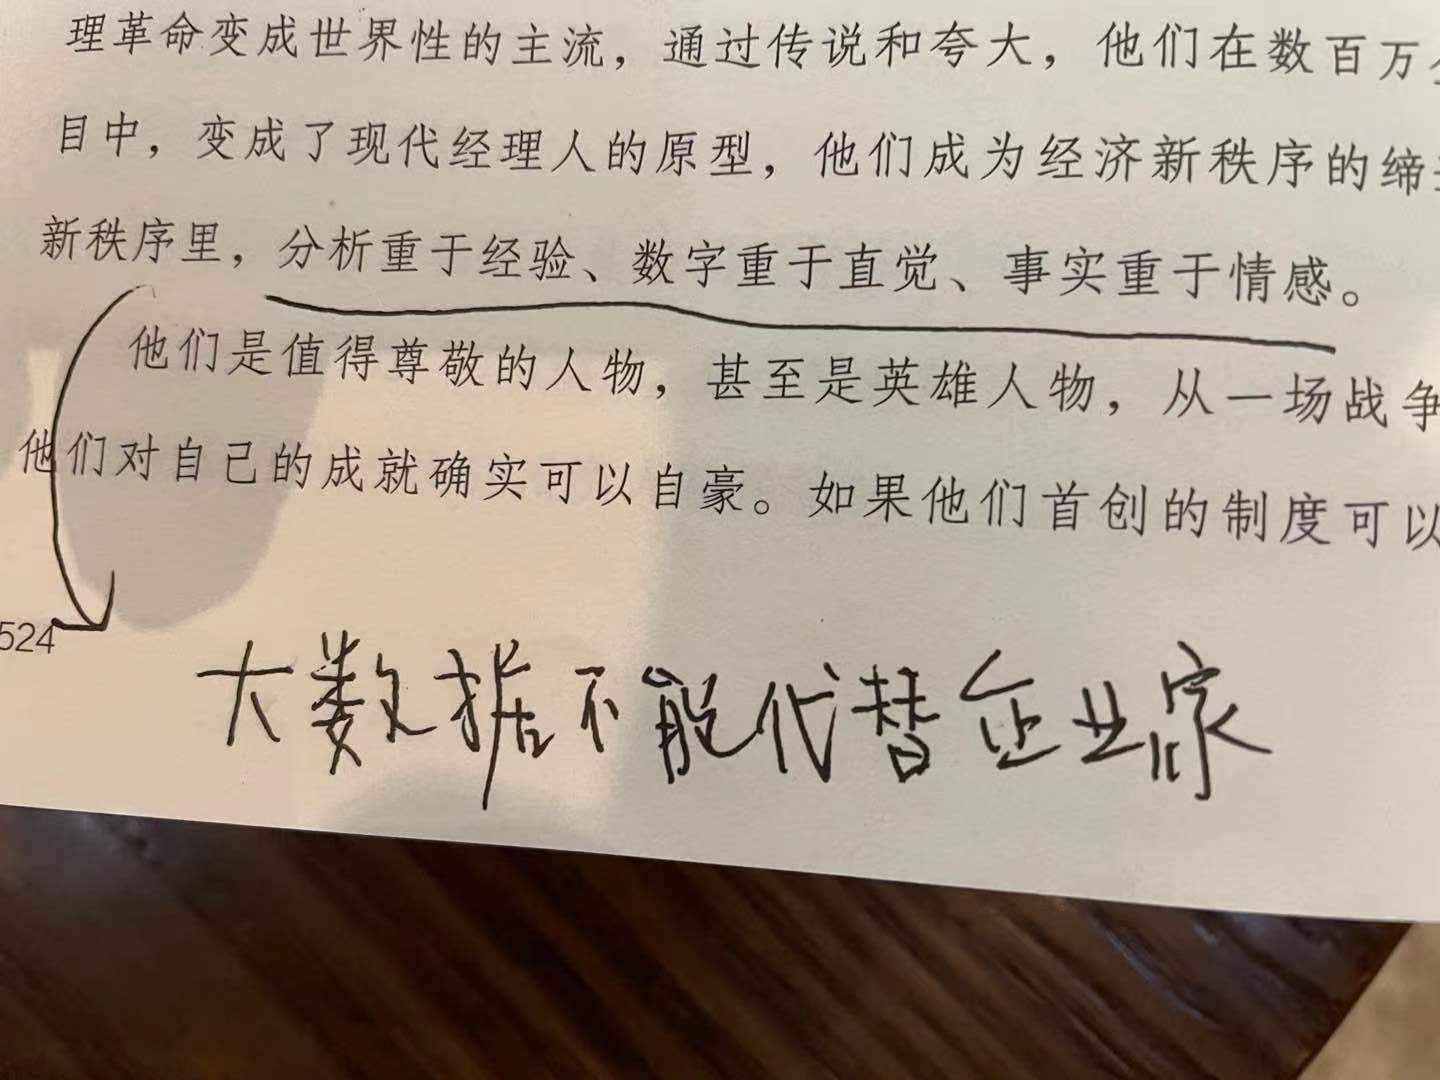 理革命变成世界性的主流，通过传说和夸大，他们在数百万
目中，变成了现代经理人的原型，他们成为经济新秩序的缔
新秩序里，分析重于经验、数字重于直觉、事实重于情感。
他们是值得尊敬的人物，甚至是英雄人物，从一场战争
他们对自己的成就确实可以自豪。如果他们首创的制度可以
524
大数据不能代替企业家